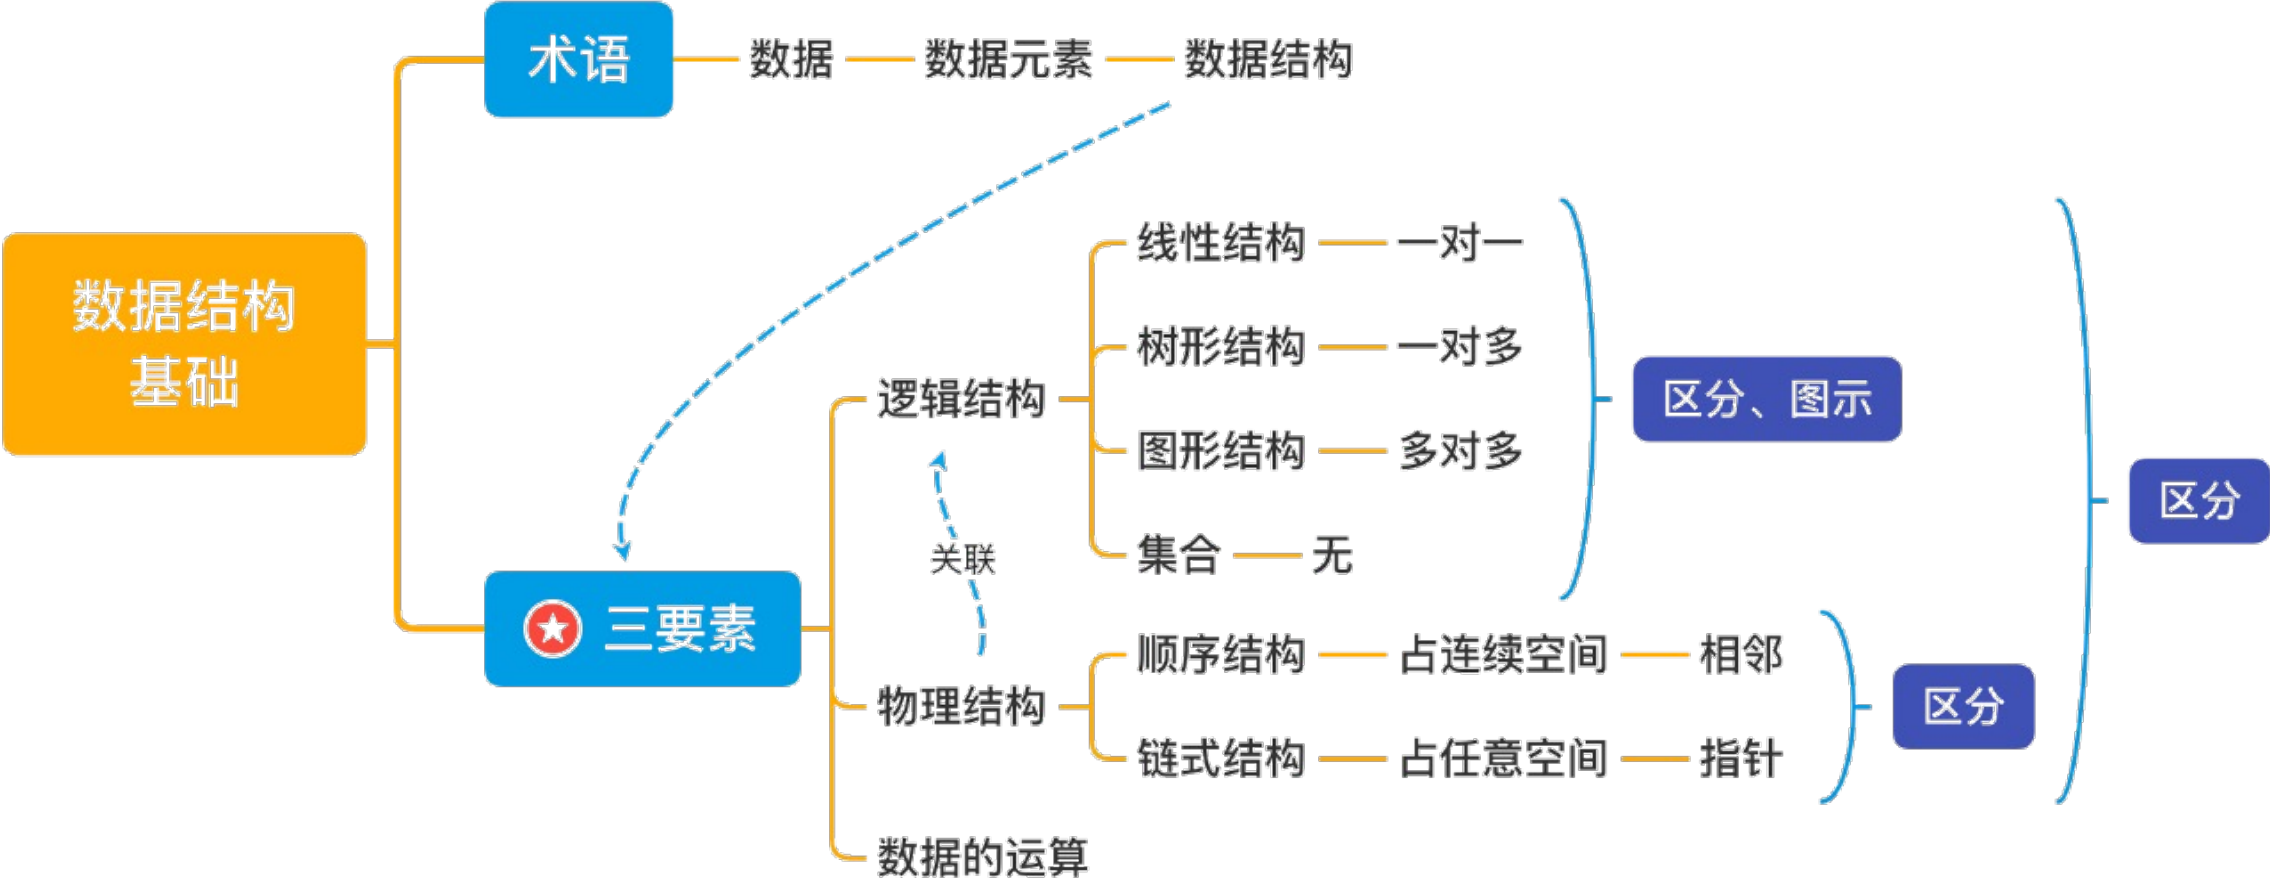 术语
数据
数据元素
数据结构
数据结构
基础
三要素
逻辑结构
线性结构
一对一
树形结构
一对多
图形结构
多对多
集合
无
区分、图示
关联
物理结构
顺序结构
占连续空间
相邻
链式结构
占任意空间
指针
区分
区分
数据的运算